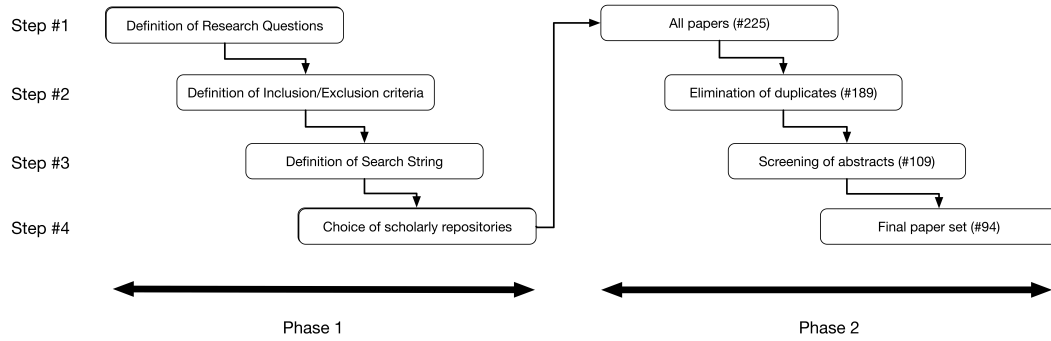 Step #1
Definition of Research Questions
All papers (#225)
Step #2
Definition of Inclusion/Exclusion criteria
Elimination of duplicates (#189)
Step #3
Definition of Search String
Screening of abstracts (#109)
Step #4
Choice of scholarly repositories
Final paper set (#94)
Phase 1
Phase 2